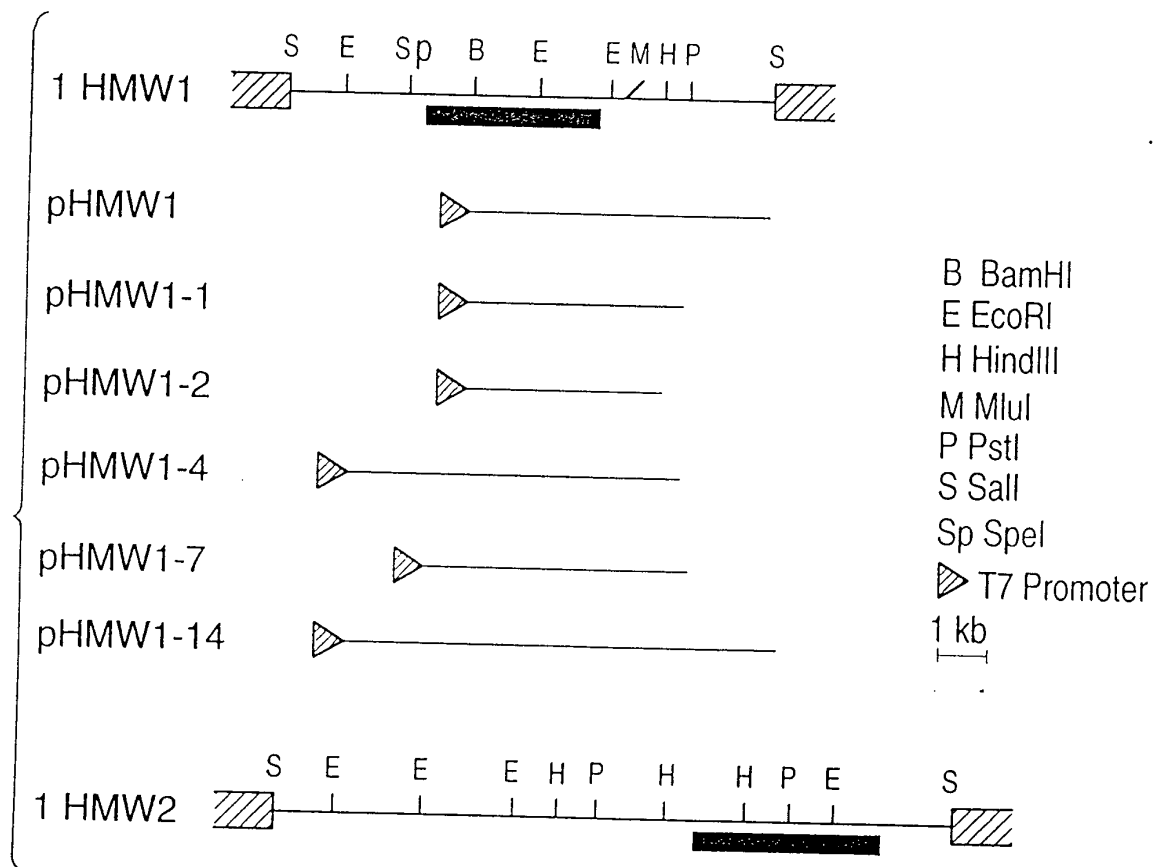 S E Sp B E E M H P S
1 HMW1
pHMW1
pHMW1-1
pHMW1-2
pHMW1-4
pHMW1-7
pHMW1-14
B BamHI
E EcoRI
H HindIII
M MluI
P PstI
S SalI
Sp SpeI
T7 Promoter
1 kb
S E E E H P H H P E S
1 HMW2